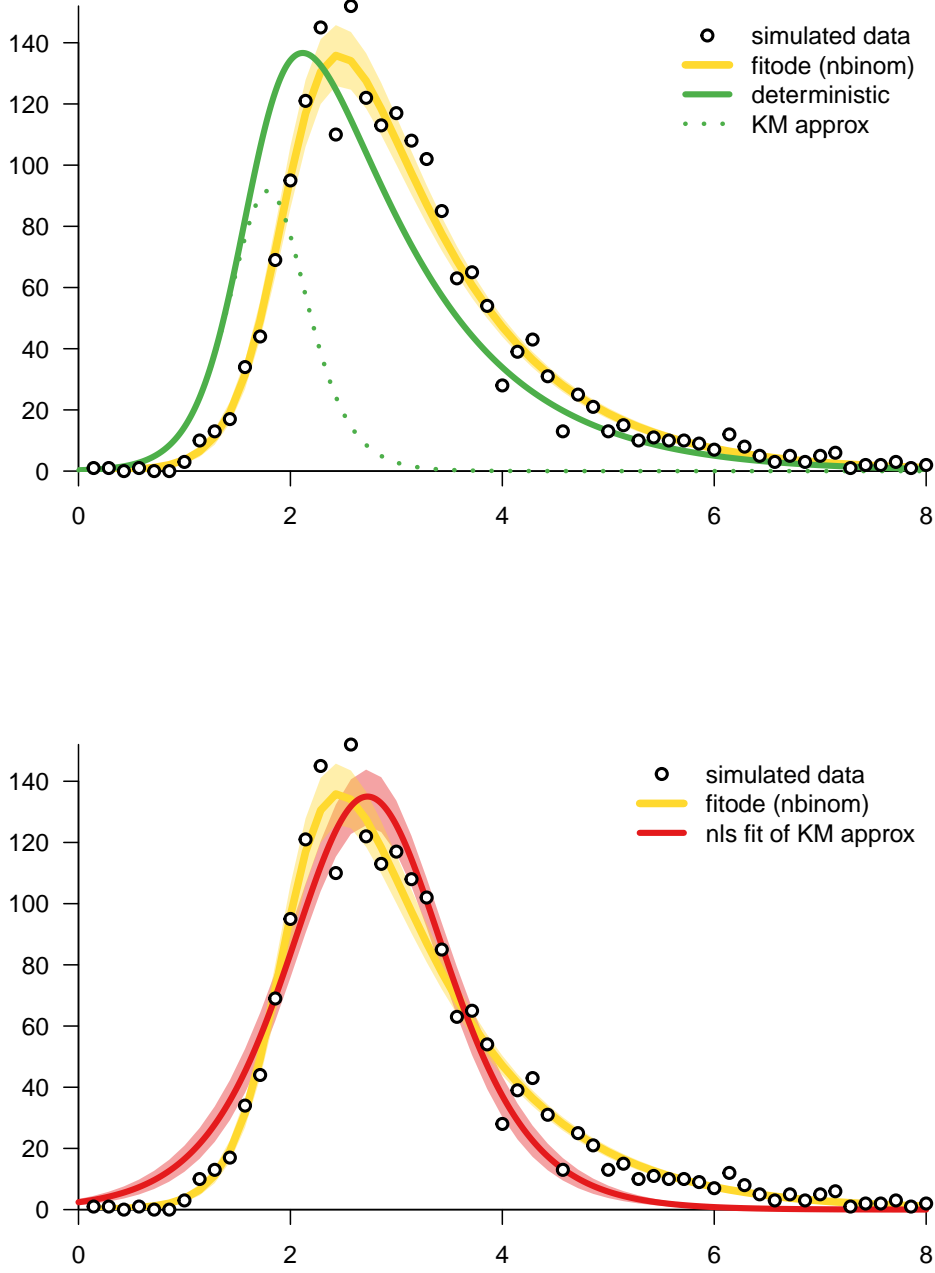 140
120
100
80
60
40
20
0
0 2 4 6 8
simulated data
fitode (nbinom)
deterministic
KM approx
140
120
100
80
60
40
20
0
0 2 4 6 8
simulated data
fitode (nbinom)
nls fit of KM approx